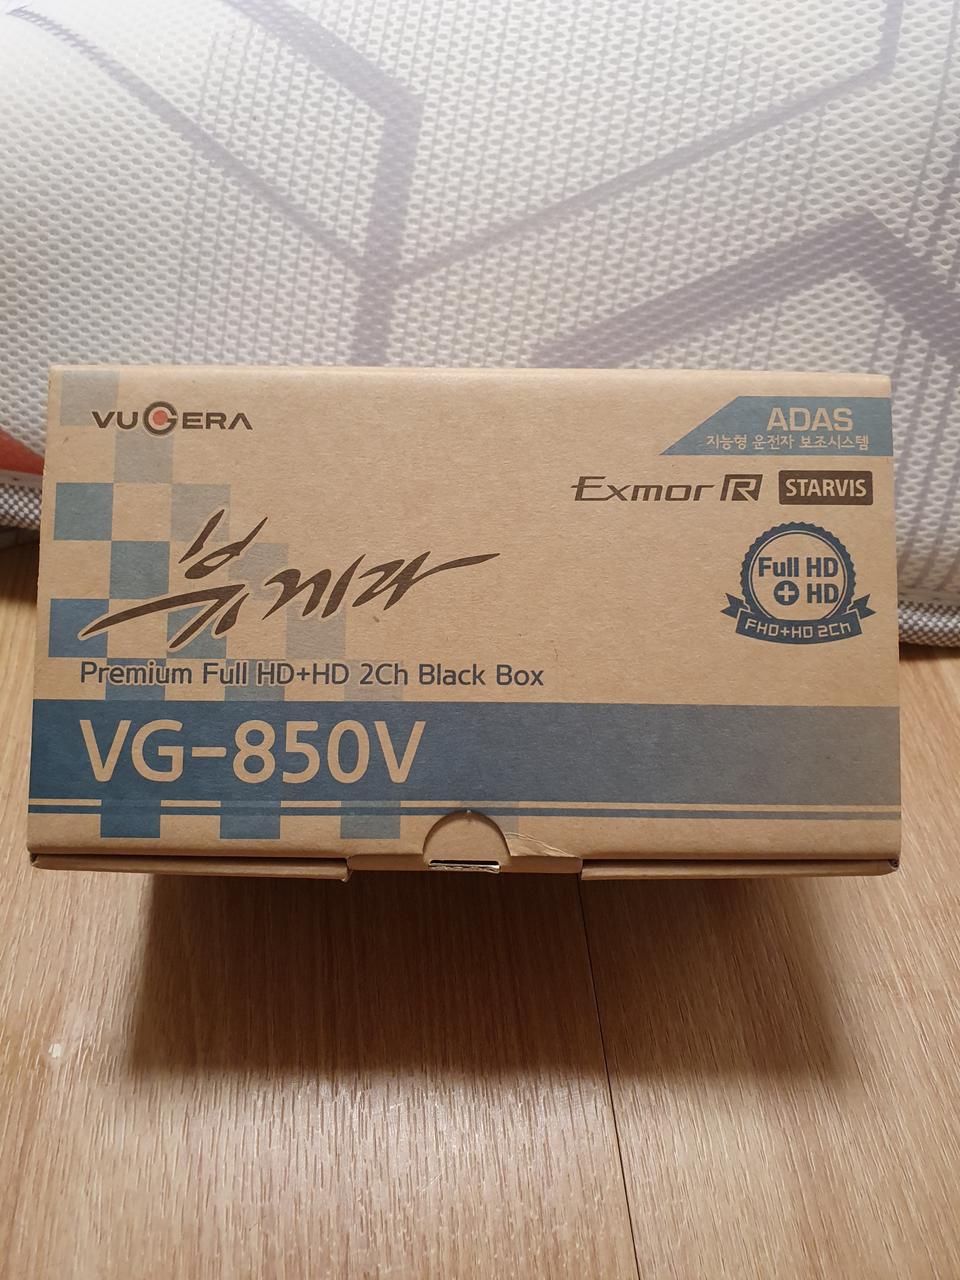 VUGERA
ADAS
지능형 운전자 보조시스템
Exmor R STARVIS
뷰게라
Full HD
+ HD
FHD+HD 2Ch
Premium Full HD+HD 2Ch Black Box
VG-850V